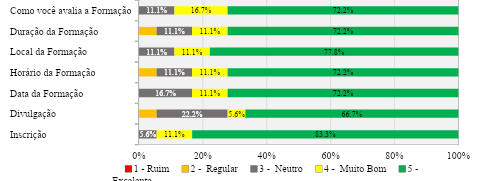 Como você avalia a Formação 11.1% 16.7% 72.2%
Duração da Formação 11.1% 11.1% 72.2%
Local da Formação 11.1% 11.1% 77.8%
Horário da Formação 11.1% 11.1% 72.2%
Data da Formação 16.7% 11.1% 72.2%
Divulgação 22.2% 5.6% 66.7%
Inscrição 5.6% 11.1% 83.3%
0% 20% 40% 60% 80% 100%
1 - Ruim 2 - Regular 3 - Neutro 4 - Muito Bom 5 -
Excelente